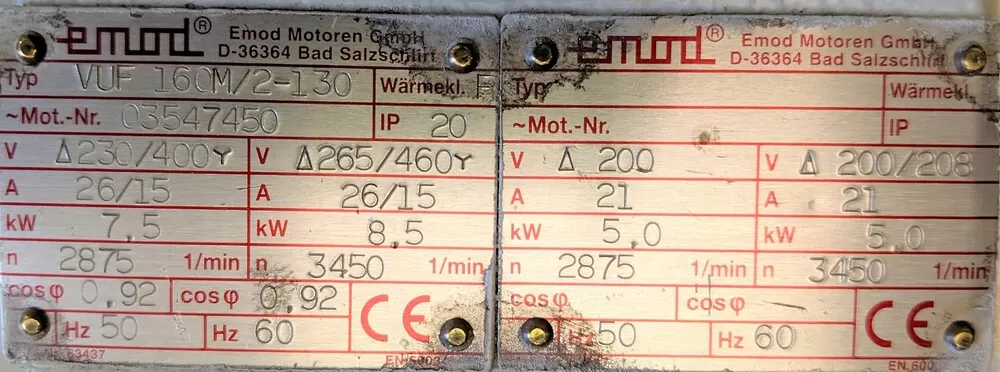 emod® Emod Motoren GmbH
D-36364 Bad Salzschlirf
Typ VUF 160M/2-130 Wärmekl. F
~Mot.-Nr. 03547450 IP 20
V Δ230/400Y V Δ265/460Y
A 26/15 A 26/15
kW 7,5 kW 8,5
n 2875 1/min n 3450 1/min
cos φ 0,92 cos φ 0,92
Hz 50 Hz 60 CE
63437
emod® Emod Motoren GmbH
D-36364 Bad Salzschlirf
Typ Wärmekl.
~Mot.-Nr. IP
V Δ 200 V Δ 200/208
A 21 A 21
kW 5,0 kW 5,0
n 2875 1/min n 3450 1/min
cos φ cos φ
Hz 50 Hz 60 CE